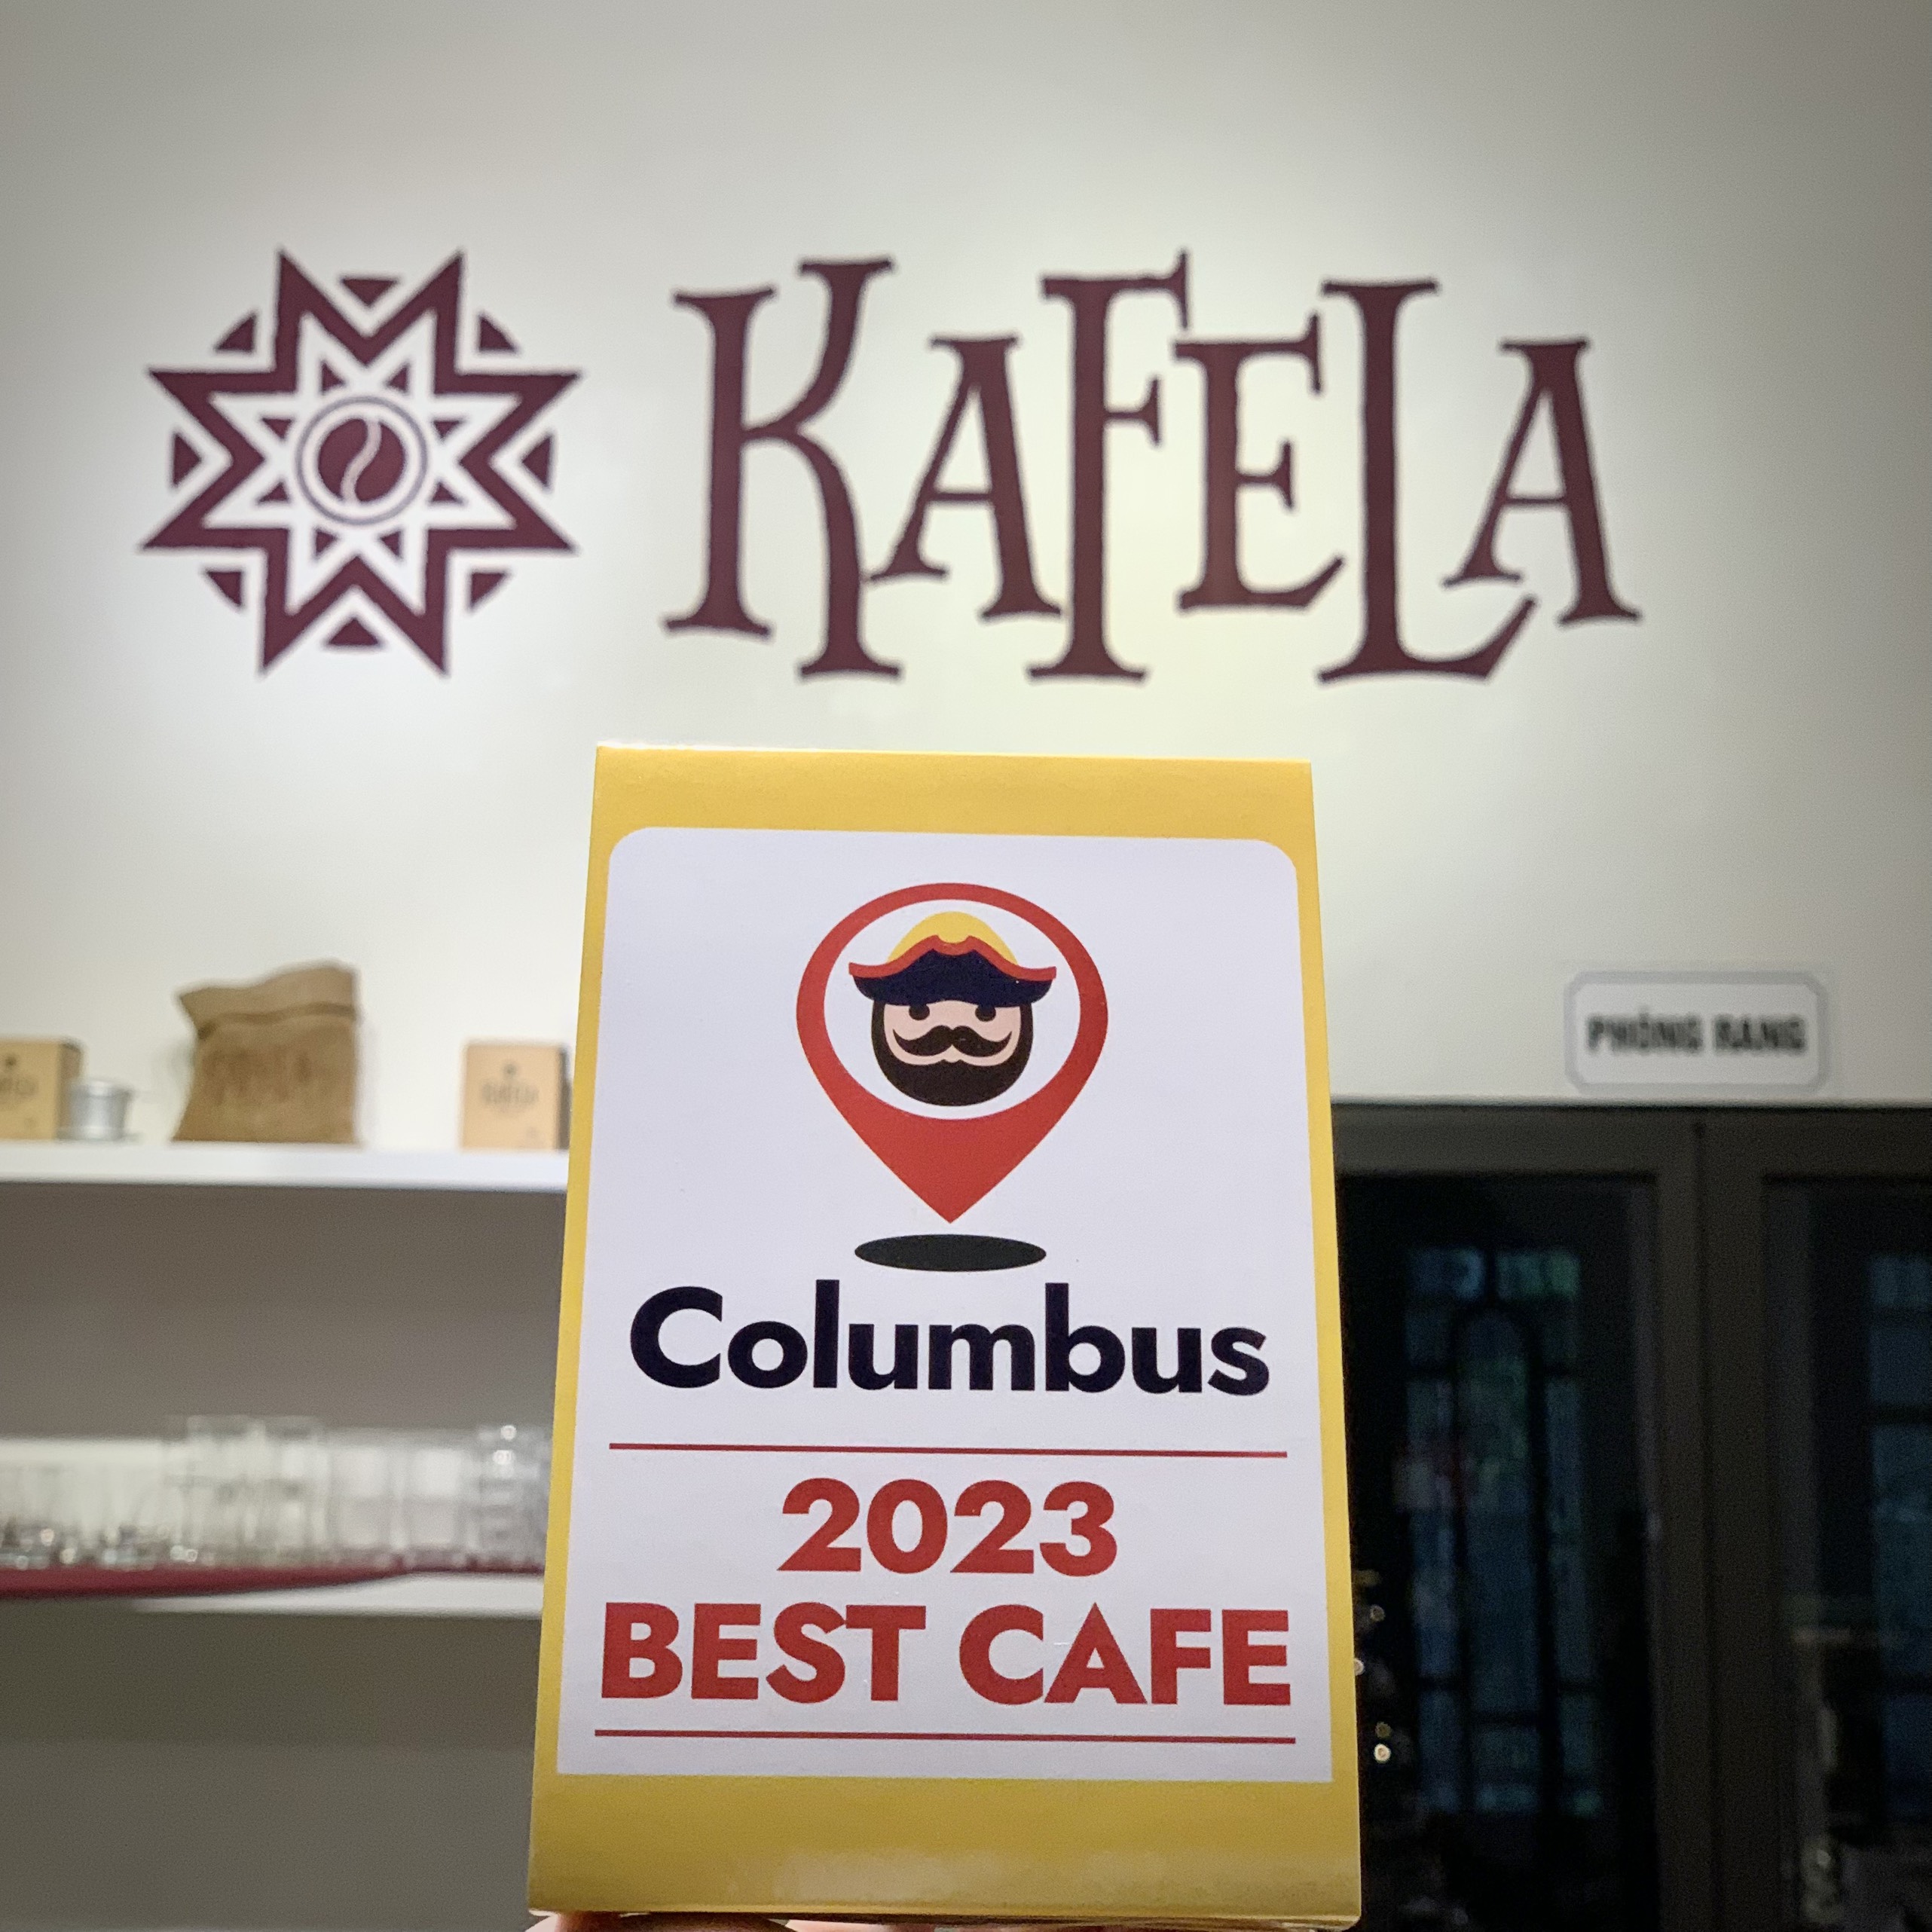 KAFELA
PHÒNG RANG
Columbus
2023
BEST CAFE